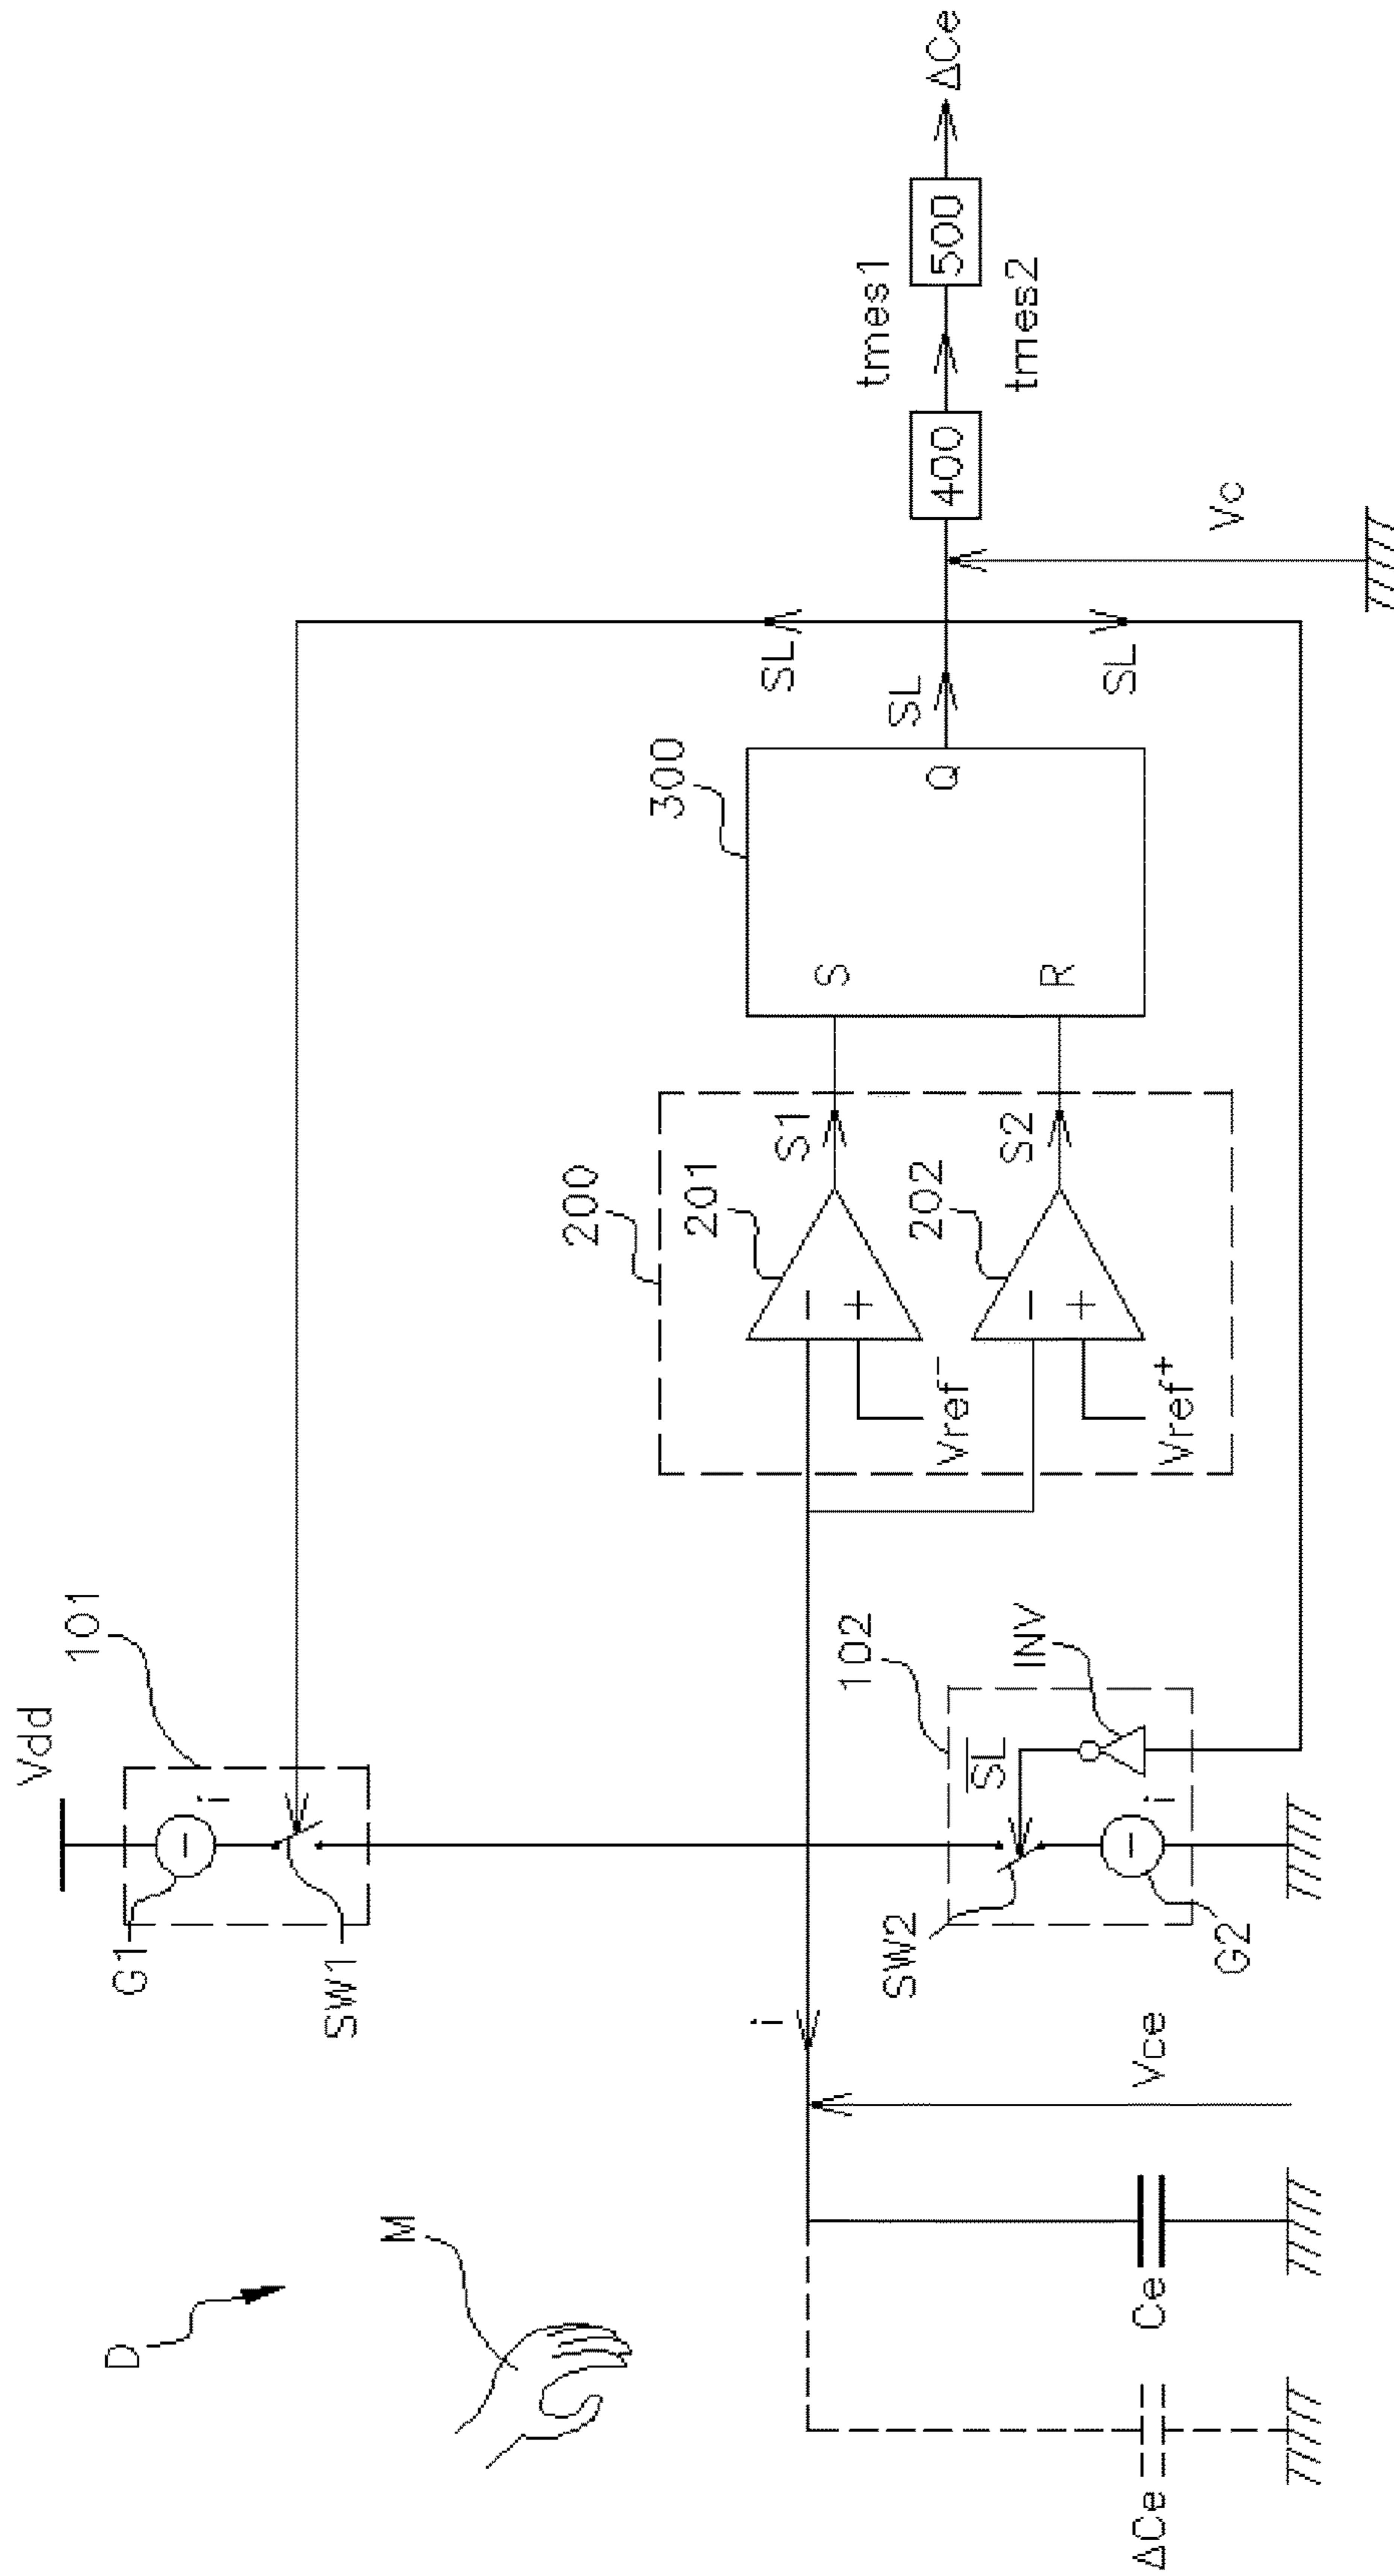 D
M
Vdd
101
G1
i
SW1
i
Vce
Ce
ΔCe
102
SL
INV
SW2
i
G2
200
201
202
-
+
Vref-
-
+
Vref+
S1
S2
300
S
R
Q
SL
SL
SL
Vc
400
tmes1
tmes2
500
ΔCe